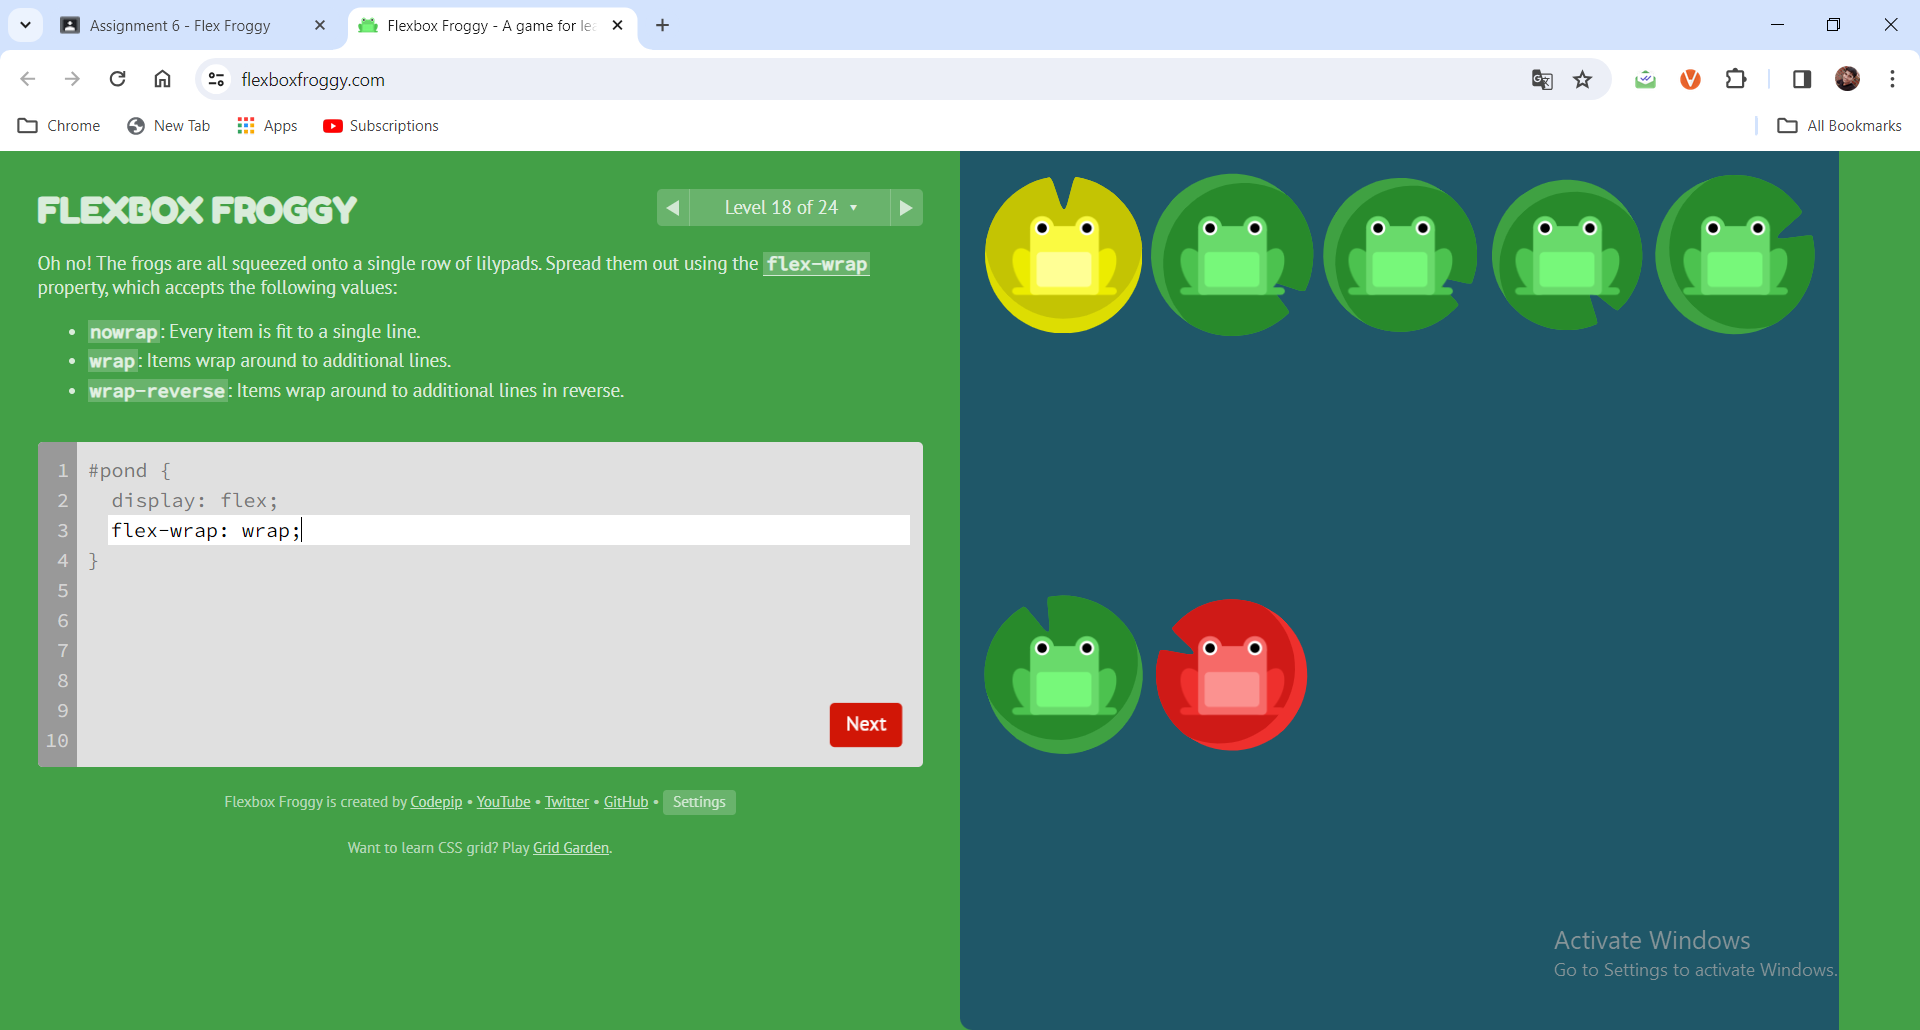 Assignment 6 - Flex Froggy
Flexbox Froggy - A game for lea
flexboxfroggy.com
Chrome
New Tab
Apps
Subscriptions
All Bookmarks
FLEXBOX FROGGY
Level 18 of 24
Oh no! The frogs are all squeezed onto a single row of lilypads. Spread them out using the flex-wrap
property, which accepts the following values:
• nowrap: Every item is fit to a single line.
• wrap: Items wrap around to additional lines.
• wrap-reverse: Items wrap around to additional lines in reverse.
1 #pond {
2 display: flex;
3 flex-wrap: wrap;
4 }
5
6
7
8
9
10
Next
Flexbox Froggy is created by Codepip • YouTube • Twitter • GitHub • Settings
Want to learn CSS grid? Play Grid Garden.
Activate Windows
Go to Settings to activate Windows.